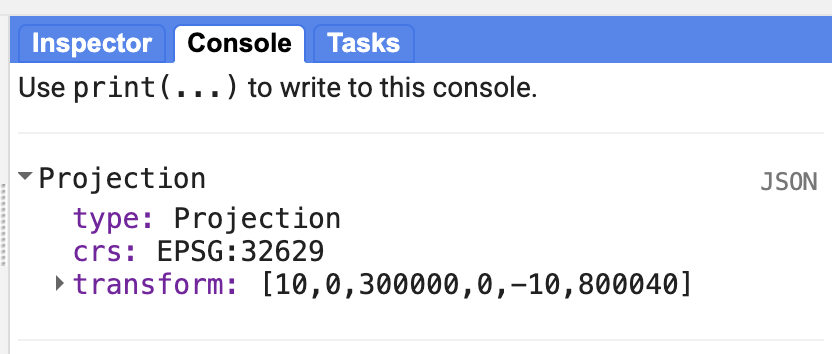 Inspector Console Tasks
Use print(...) to write to this console.
Projection JSON
type: Projection
crs: EPSG:32629
transform: [10,0,300000,0,-10,800040]